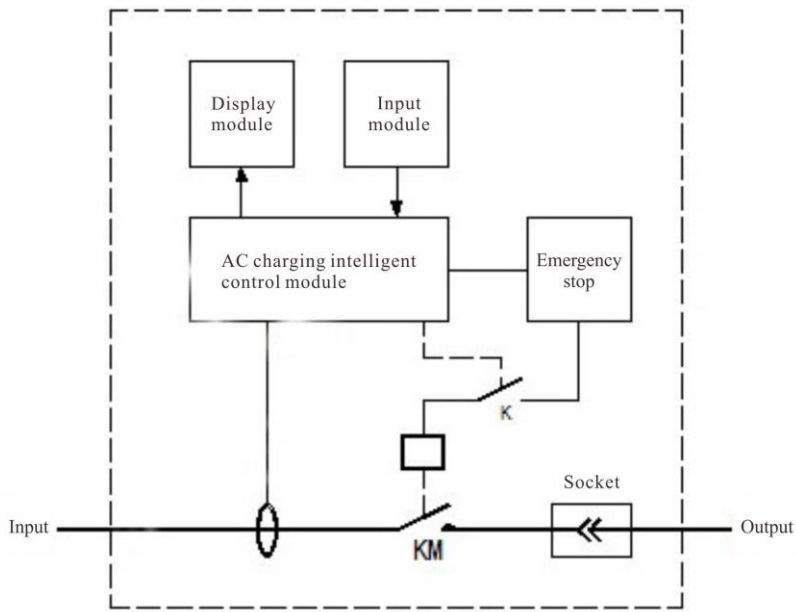 Display
module
Input
module
AC charging intelligent
control module
Emergency
stop
K
Socket
Input
KM
Output